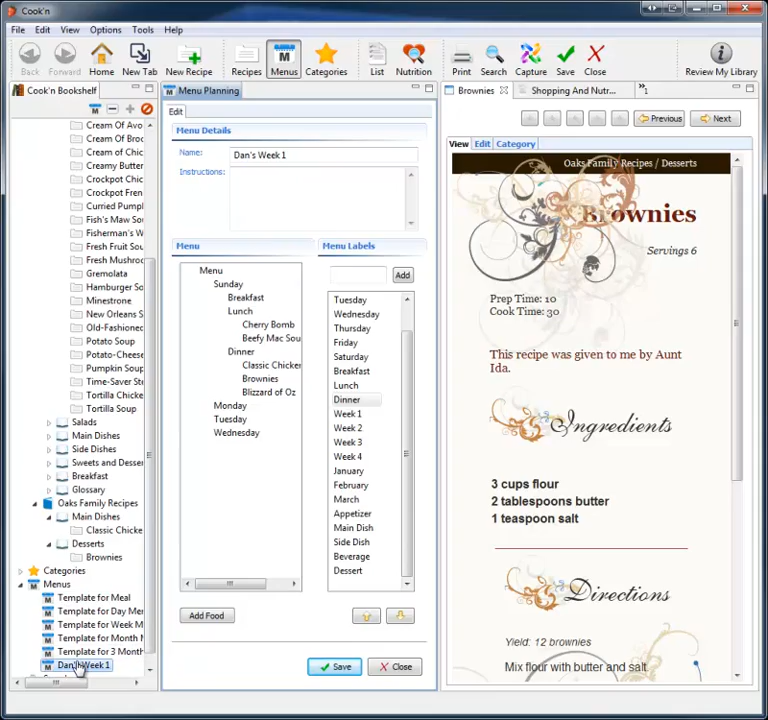 Cook'n
File Edit View Options Tools Help
Back Forward Home New Tab New Recipe Recipes Menus Categories List Nutrition Print Search Capture Save Close Review My Library
Cook'n Bookshelf
Cream Of Avo
Cream Of Broc
Cream of Chic
Creamy Butter
Crockpot Chic
Crockpot Fren
Curried Pump
Fish's Maw So
Fisherman's W
Fresh Fruit Sou
Fresh Mushroo
Gremolata
Hamburger So
Minestrone
New Orleans
Old-Fashioned
Potato Soup
Potato-Cheese
Pumpkin Soup
Time-Saver Ste
Tortilla Chicke
Tortilla Soup
Salads
Main Dishes
Side Dishes
Sweets and Desser
Breakfast
Glossary
Oaks Family Recipes
Main Dishes
Classic Chicke
Desserts
Brownies
Categories
Menus
Template for Meal
Template for Day Mer
Template for Week M
Template for Month M
Template for 3 Month
Dan's Week 1
Menu Planning
Edit
Menu Details
Name: Dan's Week 1
Instructions:
Menu
Menu
Sunday
Breakfast
Lunch
Cherry Bomb
Beefy Mac Sou
Dinner
Classic Chicker
Brownies
Blizzard of Oz
Monday
Tuesday
Wednesday
Add Food
Menu Labels
Add
Tuesday
Wednesday
Thursday
Friday
Saturday
Breakfast
Lunch
Dinner
Week 1
Week 2
Week 3
Week 4
January
February
March
Appetizer
Main Dish
Side Dish
Beverage
Dessert
Save Close
Brownies Shopping And Nutr... »1
Previous Next
View Edit Category
Oaks Family Recipes / Desserts
Brownies
Servings 6
Prep Time: 10
Cook Time: 30
This recipe was given to me by Aunt
Ida.
Ingredients
3 cups flour
2 tablespoons butter
1 teaspoon salt
Directions
Yield: 12 brownies
Mix flour with butter and salt.